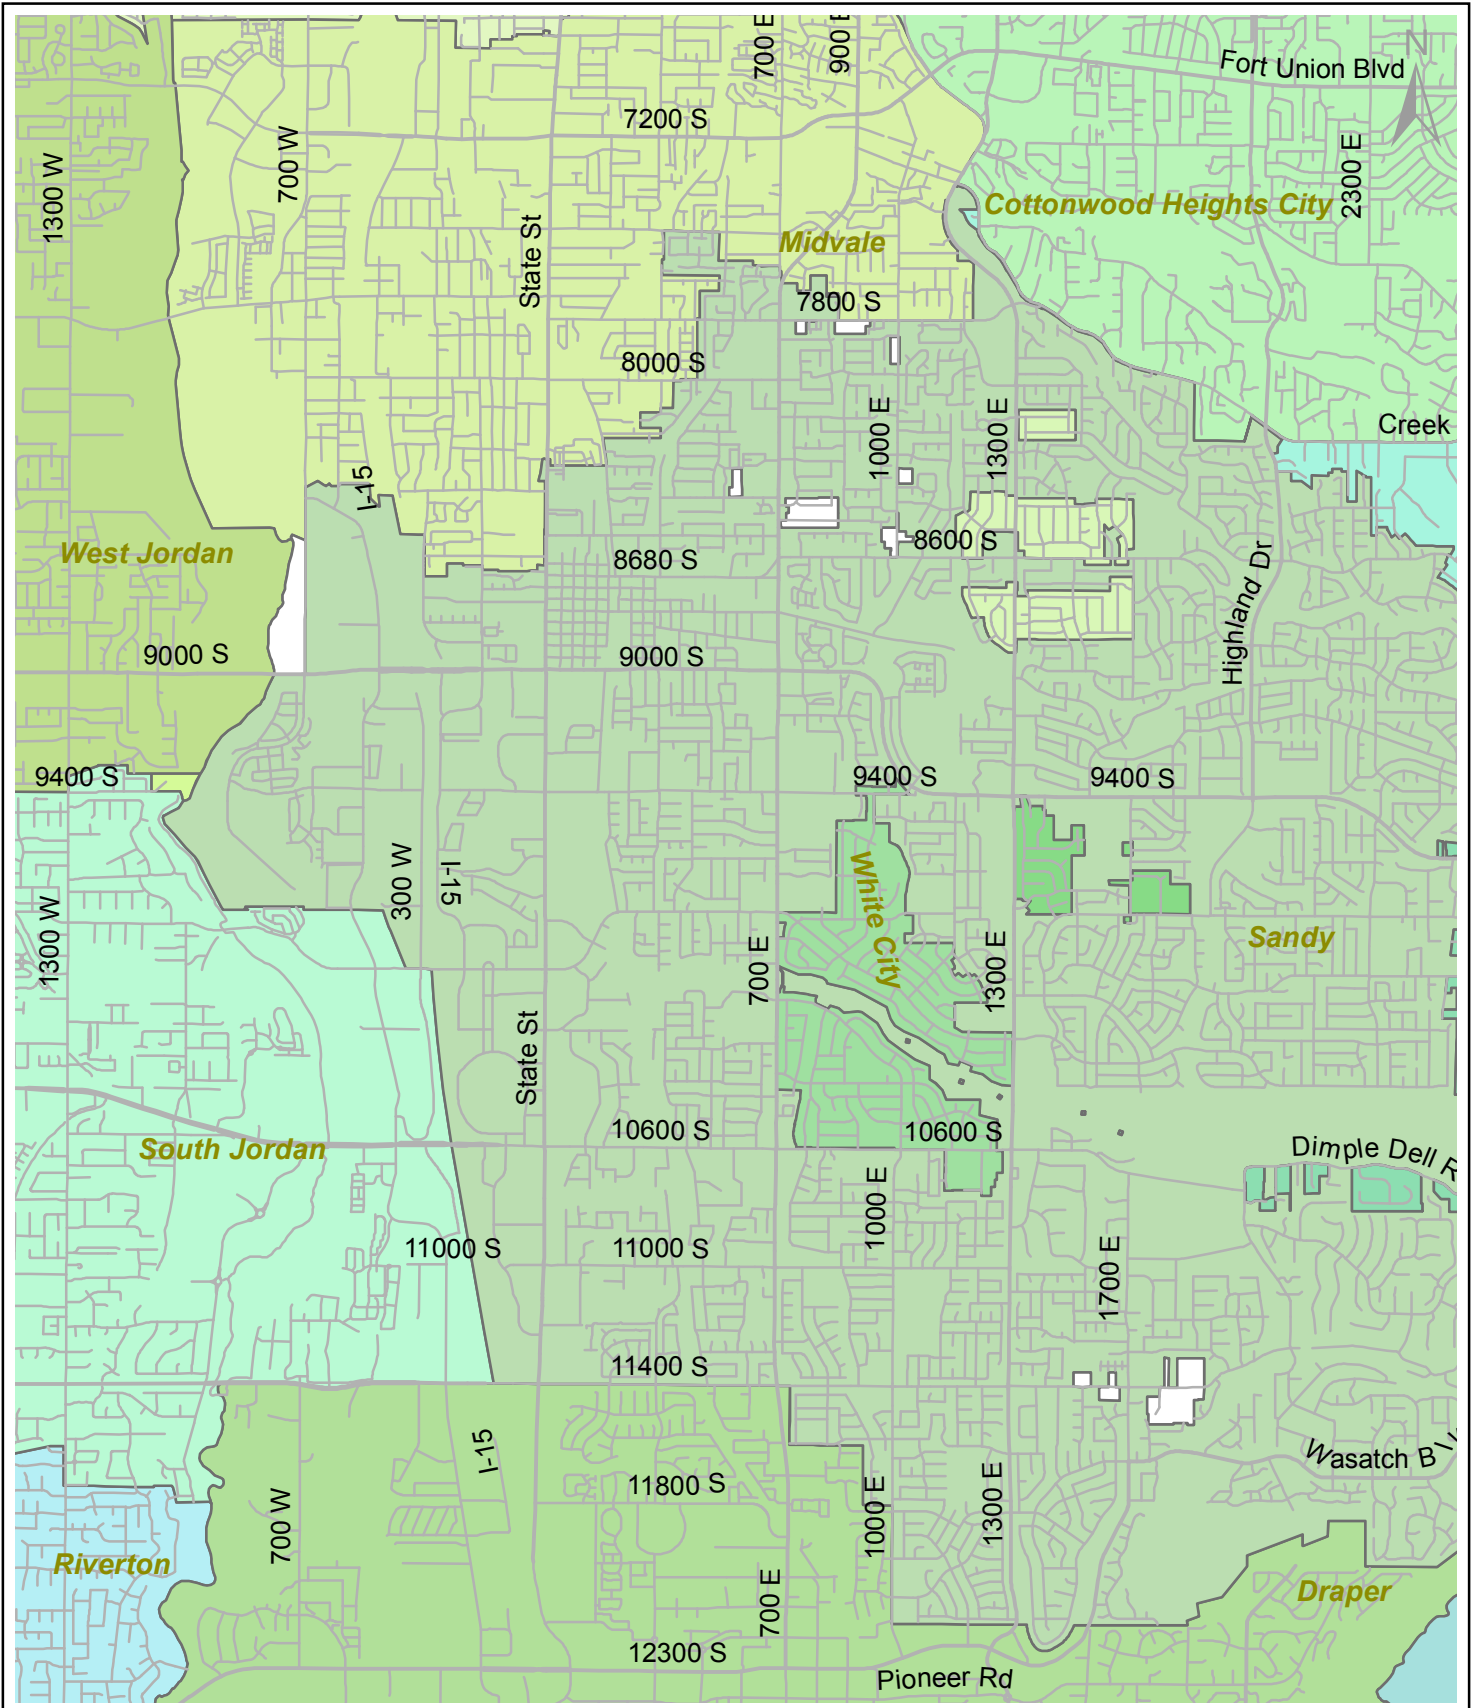 700 E
900 E
N
Fort Union Blvd
7200 S
700 W
1300 W
2300 E
Cottonwood Heights City
State St
Midvale
7800 S
8000 S
1000 E
1300 E
Creek
I-15
West Jordan
8680 S
8600 S
Highland Dr
9000 S
9000 S
9400 S
9400 S
9400 S
300 W
I-15
White City
1300 W
Sandy
700 E
1300 E
State St
10600 S
10600 S
South Jordan
Dimple Dell R
1000 E
11000 S
11000 S
1700 E
11400 S
I-15
Wasatch Blv
11800 S
700 W
1000 E
1300 E
Riverton
Draper
700 E
12300 S
Pioneer Rd